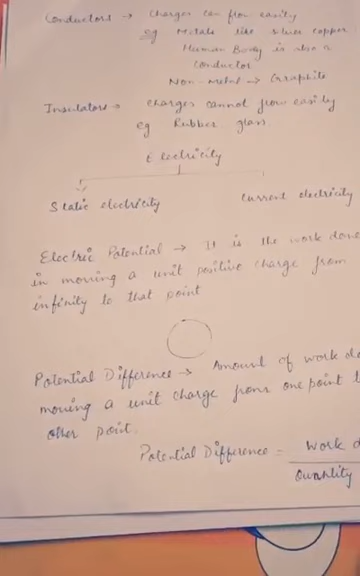 Conductors → Charges can flow easily
eg Metals like silver copper
Human Body is also a
conductor
Non-Metal → Graphite
Insulators → charges cannot flow easily
eg Rubber, glass
Electricity
Static electricity Current electricity
Electric Potential → It is the work done
in moving a unit positive charge from
infinity to that point
Potential Difference → Amount of work do
moving a unit charge from one point t
other point.
Potential Difference = Work d
Quantity